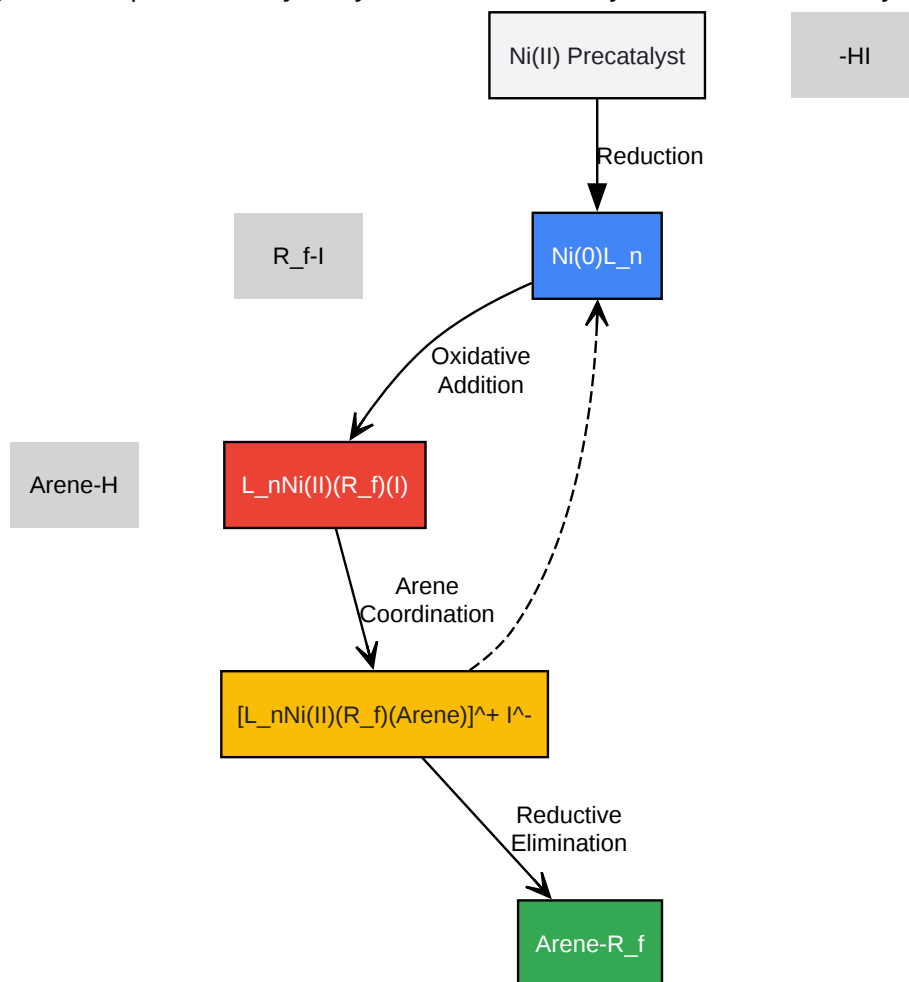 Ni(II) Precatalyst
-HI
Reduction
R_f-I
Ni(0)L_n
Oxidative
Addition
Arene-H
L_nNi(II)(R_f)(I)
Arene
Coordination
[L_nNi(II)(R_f)(Arene)]^+ I^-
Reductive
Elimination
Arene-R_f